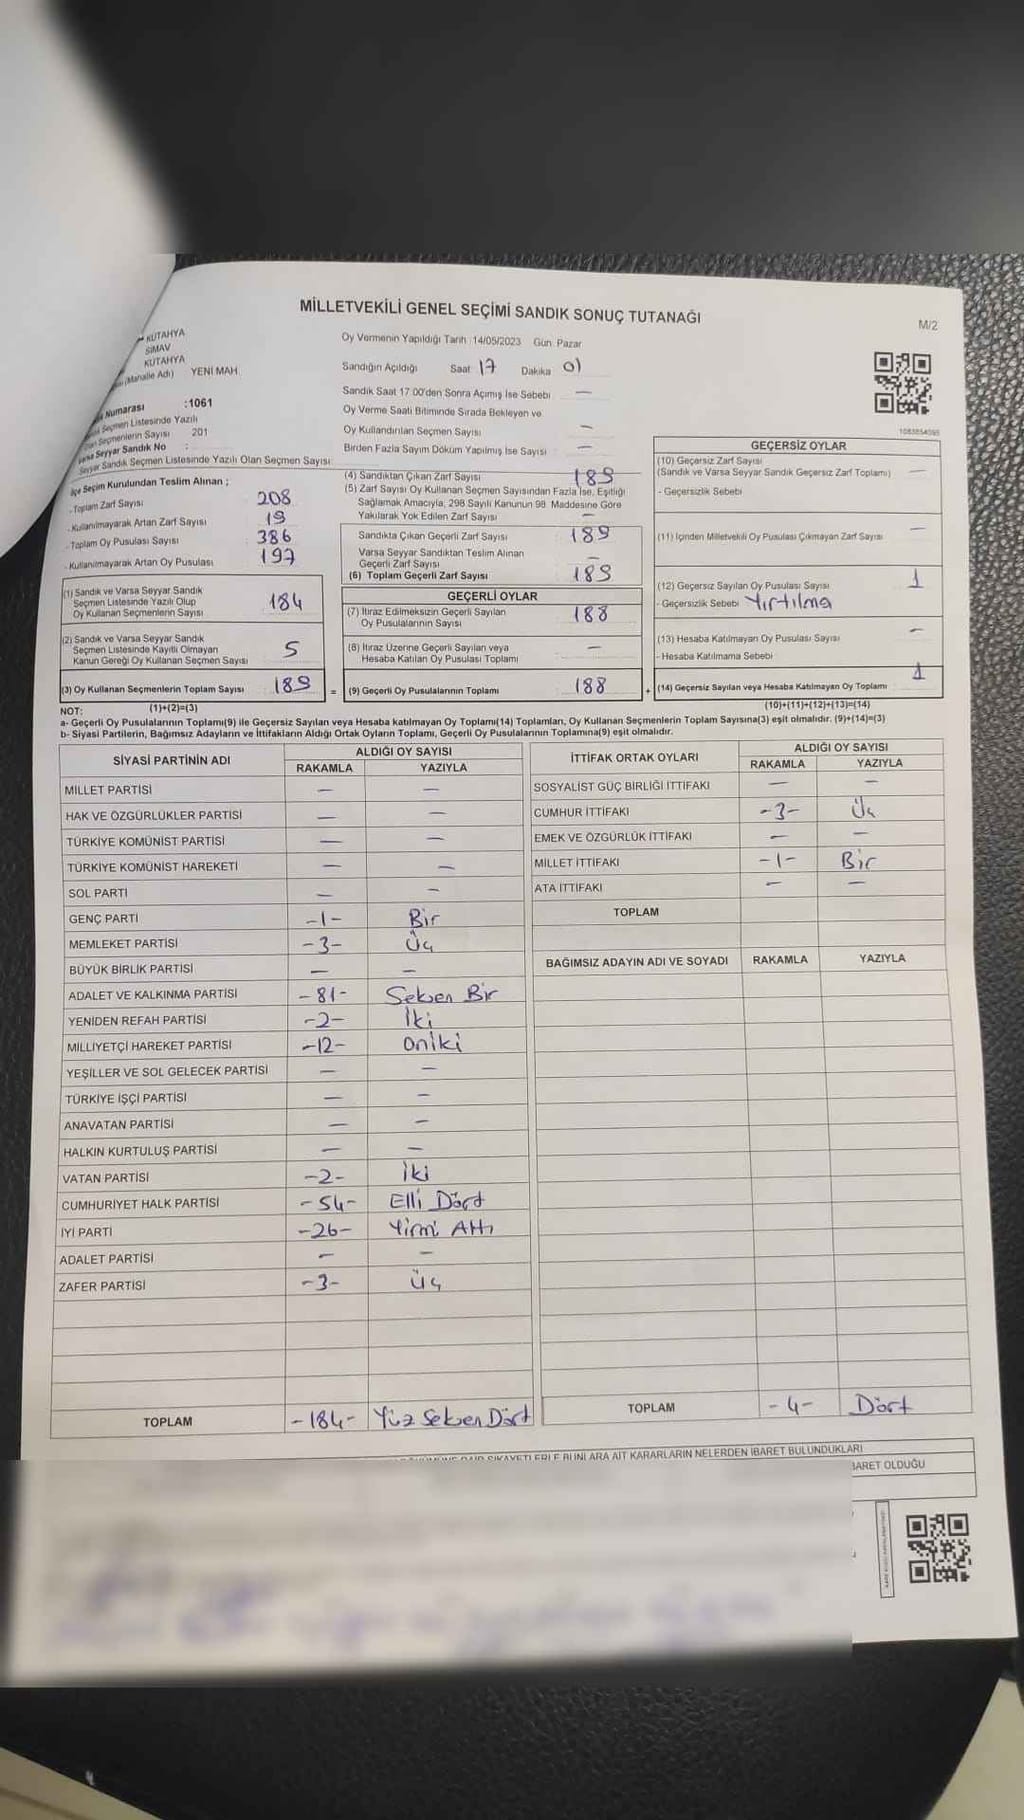 MİLLETVEKİLİ GENEL SEÇİMİ SANDIK SONUÇ TUTANAĞI
M/2
KÜTAHYA
SİMAV
KÜTAHYA
(Mahalle Adı) YENİ MAH.
Numarası :1061
Seçmen Listesinde Yazılı
Seçmenlerin Sayısı 201
Varsa Seyyar Sandık No :
Seyyar Sandık Seçmen Listesinde Yazılı Olan Seçmen Sayısı:
İlçe Seçim Kurulundan Teslim Alınan ;
- Toplam Zarf Sayısı 208
- Kullanılmayarak Artan Zarf Sayısı 19
- Toplam Oy Pusulası Sayısı 386
- Kullanılmayarak Artan Oy Pusulası 197
(1) Sandık ve Varsa Seyyar Sandık
Seçmen Listesinde Yazılı Olup
Oy Kullanan Seçmenlerin Sayısı 184
(2) Sandık ve Varsa Seyyar Sandık
Seçmen Listesinde Kayıtlı Olmayan
Kanun Gereği Oy Kullanan Seçmen Sayısı 5
(3) Oy Kullanan Seçmenlerin Toplam Sayısı 189 =
Oy Vermenin Yapıldığı Tarih :14/05/2023 Gün: Pazar
Sandığın Açıldığı Saat: 17 Dakika: 01
Sandık Saat 17:00'den Sonra Açımış İse Sebebi —
Oy Verme Saati Bitiminde Sırada Bekleyen ve
Oy Kullandırılan Seçmen Sayısı —
Birden Fazla Sayım Döküm Yapılmış İse Sayısı —
(4) Sandıktan Çıkan Zarf Sayısı 189
(5) Zarf Sayısı Oy Kullanan Seçmen Sayısından Fazla İse, Eşitliği
Sağlamak Amacıyla, 298 Sayılı Kanunun 98. Maddesine Göre
Yakılarak Yok Edilen Zarf Sayısı —
Sandıkta Çıkan Geçerli Zarf Sayısı 189
Varsa Seyyar Sandıktan Teslim Alınan
Geçerli Zarf Sayısı —
(6) Toplam Geçerli Zarf Sayısı 189
GEÇERLİ OYLAR
(7) İtiraz Edilmeksizin Geçerli Sayılan
Oy Pusulalarının Sayısı 188
(8) İtiraz Üzerine Geçerli Sayılan veya
Hesaba Katılan Oy Pusulası Toplamı —
(9) Geçerli Oy Pusulalarının Toplamı 188 +
1083854095
GEÇERSİZ OYLAR
(10) Geçersiz Zarf Sayısı
(Sandık ve Varsa Seyyar Sandık Geçersiz Zarf Toplamı) —
- Geçersizlik Sebebi
(11) İçinden Milletvekili Oy Pusulası Çıkmayan Zarf Sayısı —
(12) Geçersiz Sayılan Oy Pusulası Sayısı 1
- Geçersizlik Sebebi Yırtılma
(13) Hesaba Katılmayan Oy Pusulası Sayısı —
- Hesaba Katılmama Sebebi
(14) Geçersiz Sayılan veya Hesaba Katılmayan Oy Toplamı 1
NOT: (1)+(2)=(3) (10)+(11)+(12)+(13)=(14)
a- Geçerli Oy Pusulalarının Toplamı(9) ile Geçersiz Sayılan veya Hesaba katılmayan Oy Toplamı(14) Toplamları, Oy Kullanan Seçmenlerin Toplam Sayısına(3) eşit olmalıdır. (9)+(14)=(3)
b- Siyasi Partilerin, Bağımsız Adayların ve İttifakların Aldığı Ortak Oyların Toplamı, Geçerli Oy Pusulalarının Toplamına(9) eşit olmalıdır.
SİYASİ PARTİNİN ADI ALDIĞI OY SAYISI
RAKAMLA YAZIYLA
MİLLET PARTİSİ — —
HAK VE ÖZGÜRLÜKLER PARTİSİ — —
TÜRKİYE KOMÜNİST PARTİSİ — —
TÜRKİYE KOMÜNİST HAREKETİ — —
SOL PARTİ — —
GENÇ PARTİ -1- Bir
MEMLEKET PARTİSİ -3- Üç
BÜYÜK BİRLİK PARTİSİ — —
ADALET VE KALKINMA PARTİSİ -81- Seksen Bir
YENİDEN REFAH PARTİSİ -2- İki
MİLLİYETÇİ HAREKET PARTİSİ -12- Oniki
YEŞİLLER VE SOL GELECEK PARTİSİ — —
TÜRKİYE İŞÇİ PARTİSİ — —
ANAVATAN PARTİSİ — —
HALKIN KURTULUŞ PARTİSİ — —
VATAN PARTİSİ -2- İki
CUMHURİYET HALK PARTİSİ -54- Elli Dört
İYİ PARTİ -26- Yirmi Altı
ADALET PARTİSİ — —
ZAFER PARTİSİ -3- Üç
TOPLAM -184- Yüz Seksen Dört
İTTİFAK ORTAK OYLARI ALDIĞI OY SAYISI
RAKAMLA YAZIYLA
SOSYALİST GÜÇ BİRLİĞİ İTTİFAKI — —
CUMHUR İTTİFAKI -3- Üç
EMEK VE ÖZGÜRLÜK İTTİFAKI — —
MİLLET İTTİFAKI -1- Bir
ATA İTTİFAKI — —
TOPLAM
BAĞIMSIZ ADAYIN ADI VE SOYADI RAKAMLA YAZIYLA
TOPLAM -4- Dört
ŞİKAYETLERLE BUNLARA AİT KARARLARIN NELERDEN İBARET BULUNDUKLARI
BARET OLDUĞU